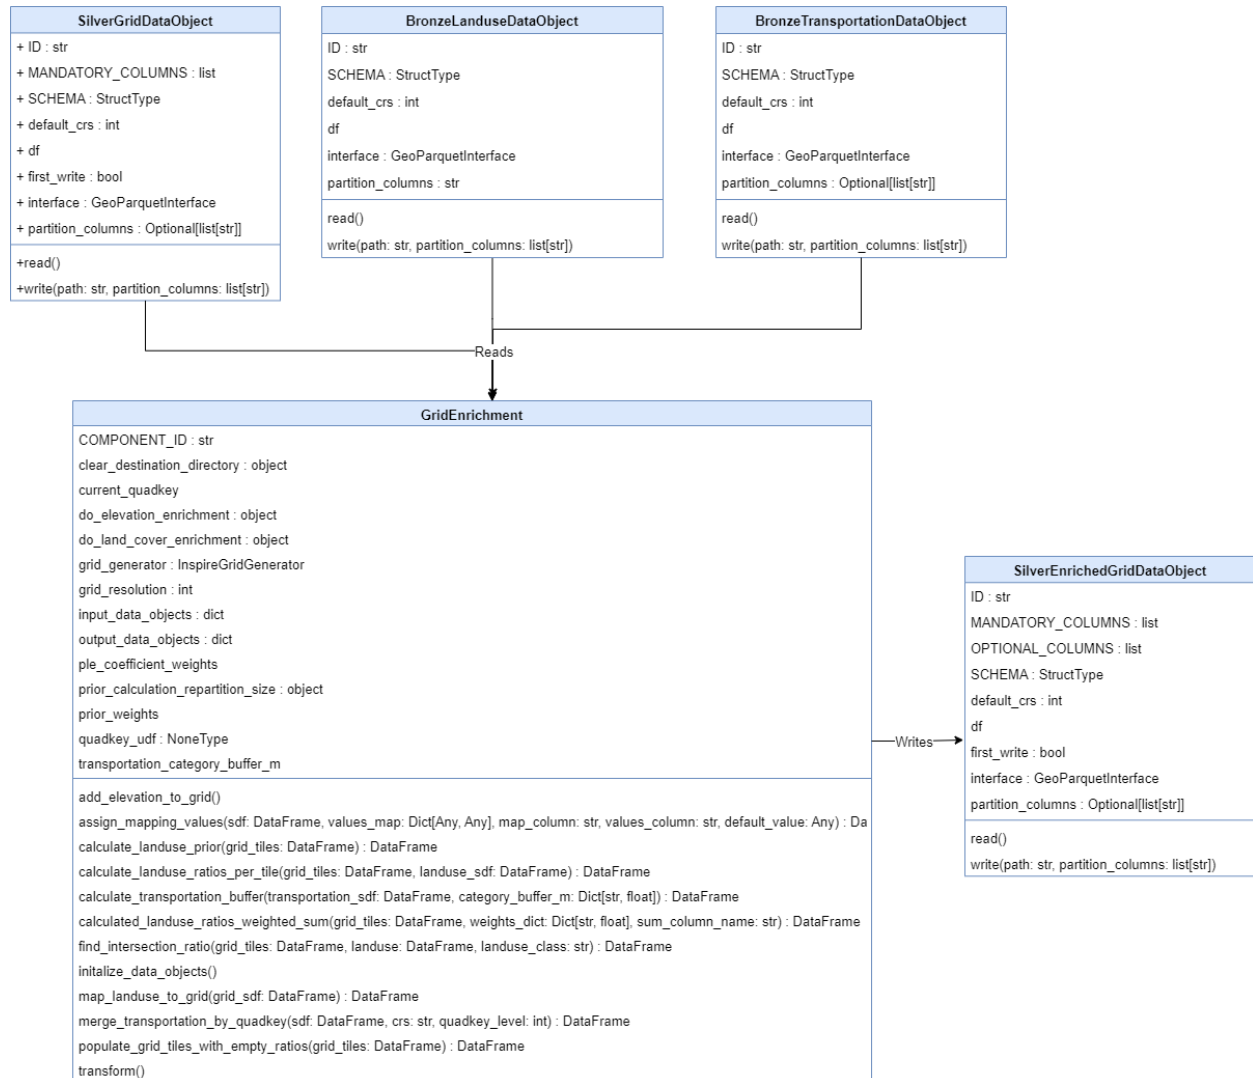 SilverGridDataObject
+ ID : str
+ MANDATORY_COLUMNS : list
+ SCHEMA : StructType
+ default_crs : int
+ df
+ first_write : bool
+ interface : GeoParquetInterface
+ partition_columns : Optional[list[str]]
+read()
+write(path: str, partition_columns: list[str])
BronzeLanduseDataObject
ID : str
SCHEMA : StructType
default_crs : int
df
interface : GeoParquetInterface
partition_columns : str
read()
write(path: str, partition_columns: list[str])
BronzeTransportationDataObject
ID : str
SCHEMA : StructType
default_crs : int
df
interface : GeoParquetInterface
partition_columns : Optional[list[str]]
read()
write(path: str, partition_columns: list[str])
Reads
GridEnrichment
COMPONENT_ID : str
clear_destination_directory : object
current_quadkey
do_elevation_enrichment : object
do_land_cover_enrichment : object
grid_generator : InspireGridGenerator
grid_resolution : int
input_data_objects : dict
output_data_objects : dict
ple_coefficient_weights
prior_calculation_repartition_size : object
prior_weights
quadkey_udf : NoneType
transportation_category_buffer_m
add_elevation_to_grid()
assign_mapping_values(sdf: DataFrame, values_map: Dict[Any, Any], map_column: str, values_column: str, default_value: Any) : Da
calculate_landuse_prior(grid_tiles: DataFrame) : DataFrame
calculate_landuse_ratios_per_tile(grid_tiles: DataFrame, landuse_sdf: DataFrame) : DataFrame
calculate_transportation_buffer(transportation_sdf: DataFrame, category_buffer_m: Dict[str, float]) : DataFrame
calculated_landuse_ratios_weighted_sum(grid_tiles: DataFrame, weights_dict: Dict[str, float], sum_column_name: str) : DataFrame
find_intersection_ratio(grid_tiles: DataFrame, landuse: DataFrame, landuse_class: str) : DataFrame
initalize_data_objects()
map_landuse_to_grid(grid_sdf: DataFrame) : DataFrame
merge_transportation_by_quadkey(sdf: DataFrame, crs: str, quadkey_level: int) : DataFrame
populate_grid_tiles_with_empty_ratios(grid_tiles: DataFrame) : DataFrame
transform()
Writes
SilverEnrichedGridDataObject
ID : str
MANDATORY_COLUMNS : list
OPTIONAL_COLUMNS : list
SCHEMA : StructType
default_crs : int
df
first_write : bool
interface : GeoParquetInterface
partition_columns : Optional[list[str]]
read()
write(path: str, partition_columns: list[str])